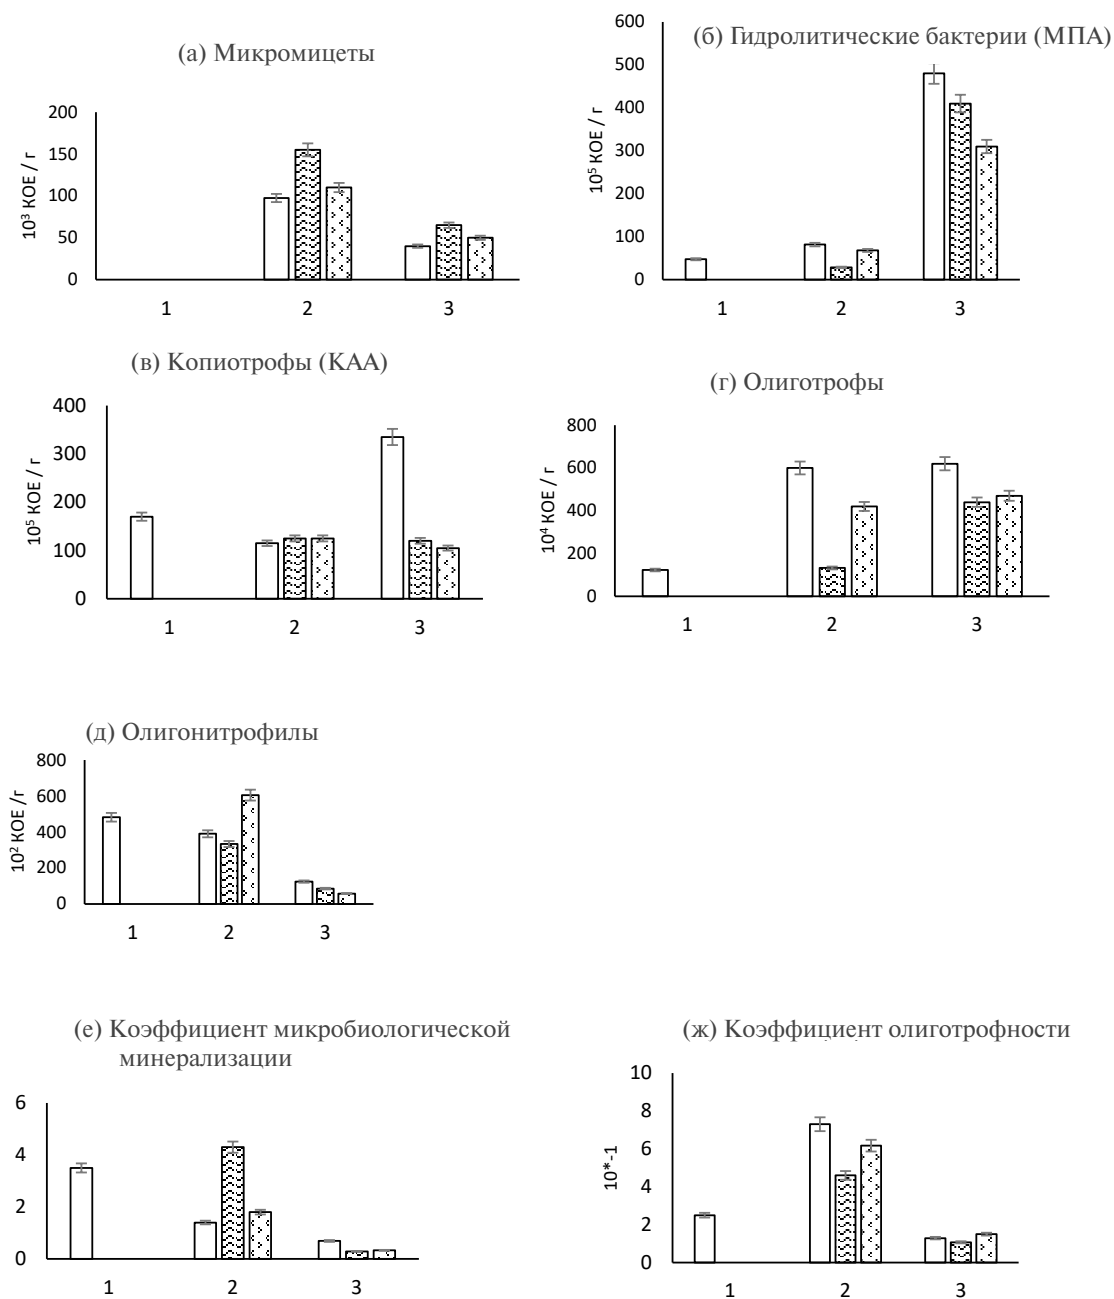 (а) Микромицеты
200
150
100
50
0
10³ КОЕ / г
1 2 3
(б) Гидролитические бактерии (МПА)
600
500
400
300
200
100
0
10⁵ КОЕ / г
1 2 3
(в) Копиотрофы (КАА)
400
300
200
100
0
10⁵ КОЕ / г
1 2 3
(г) Олиготрофы
800
600
400
200
0
10⁴ КОЕ / г
1 2 3
(д) Олигонитрофилы
800
600
400
200
0
10² КОЕ /г
1 2 3
(е) Коэффициент микробиологической
минерализации
6
4
2
0
1 2 3
(ж) Коэффициент олиготрофности
10
8
6
4
2
0
10*-1
1 2 3